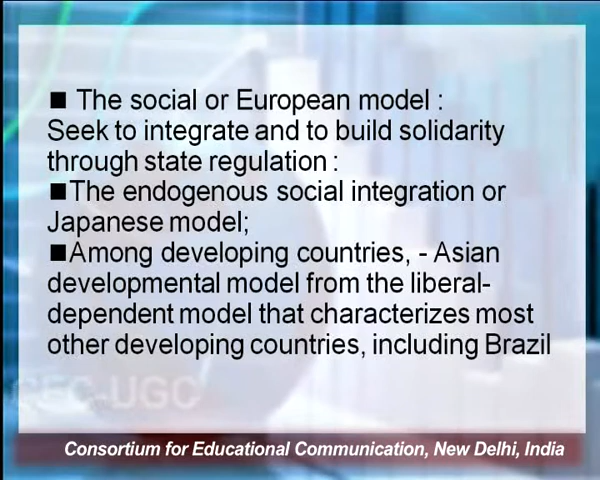 ■ The social or European model :
Seek to integrate and to build solidarity
through state regulation :
■The endogenous social integration or
Japanese model;
■Among developing countries, - Asian
developmental model from the liberal-
dependent model that characterizes most
other developing countries, including Brazil
CEC-UGC
Consortium for Educational Communication, New Delhi, India